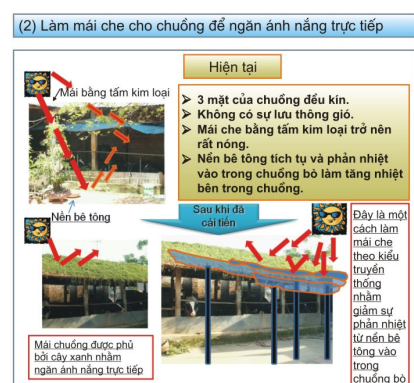 (2) Làm mái che cho chuồng để ngăn ánh nắng trực tiếp
Hiện tại
Mái bằng tấm kim loại
➤ 3 mặt của chuồng đều kín.
➤ Không có sự lưu thông gió.
➤ Mái che bằng tấm kim loại trở nên
rất nóng.
➤ Nền bê tông tích tụ và phản nhiệt
vào trong chuồng bò làm tăng nhiệt
bên trong chuồng.
Nền bê tông
Sau khi đã
cải tiến
Đây là một
cách làm
mái che
theo kiểu
truyền
thống
nhằm
giảm sự
phản nhiệt
từ nền bê
tông vào
trong
chuồng bò
Mái chuồng được phủ
bởi cây xanh nhằm
ngăn ánh nắng trực tiếp